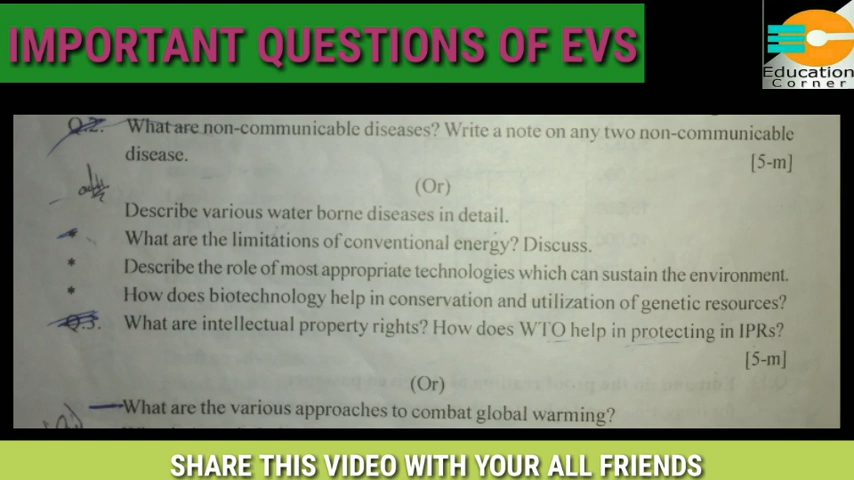 IMPORTANT QUESTIONS OF EVS
Education
Corner
Q.2. What are non-communicable diseases? Write a note on any two non-communicable
disease. [5-m]
(Or)
Describe various water borne diseases in detail.
What are the limitations of conventional energy? Discuss.
* Describe the role of most appropriate technologies which can sustain the environment.
* How does biotechnology help in conservation and utilization of genetic resources?
Q.3. What are intellectual property rights? How does WTO help in protecting in IPRs?
[5-m]
(Or)
What are the various approaches to combat global warming?
SHARE THIS VIDEO WITH YOUR ALL FRIENDS